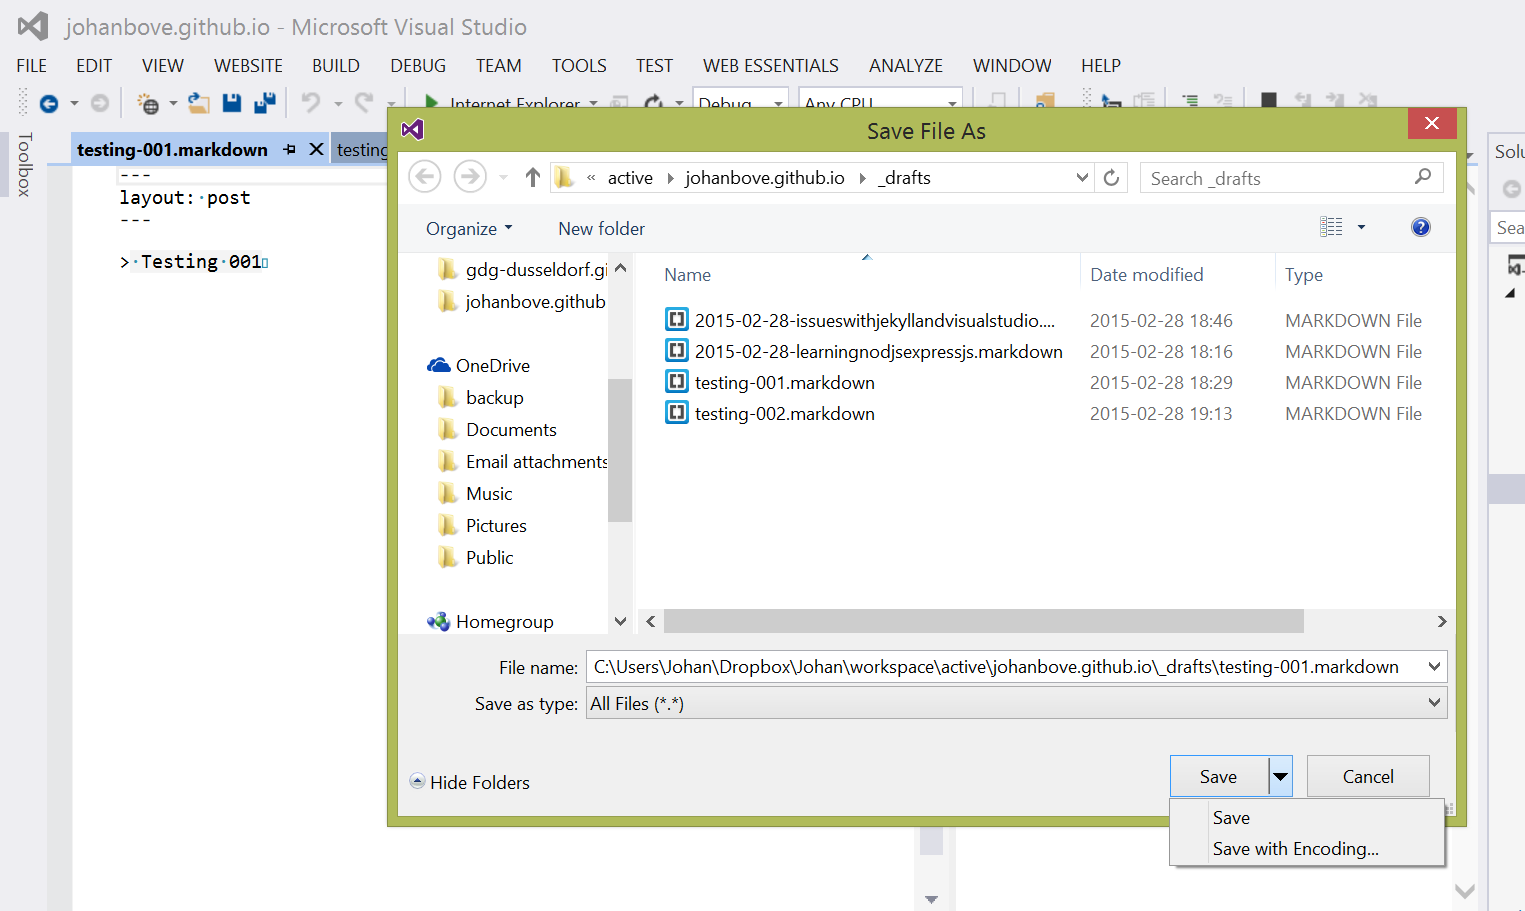 johanbove.github.io - Microsoft Visual Studio
FILE EDIT VIEW WEBSITE BUILD DEBUG TEAM TOOLS TEST WEB ESSENTIALS ANALYZE WINDOW HELP
Internet Explorer Debug Any CPU
Toolbox
testing-001.markdown
testing
---
layout: post
---
> Testing 001
Save File As
« active johanbove.github.io _drafts
Search _drafts
Organize New folder
gdg-dusseldorf.gi
johanbove.github
OneDrive
backup
Documents
Email attachments
Music
Pictures
Public
Homegroup
Name Date modified Type
2015-02-28-issueswithjekyllandvisualstudio.... 2015-02-28 18:46 MARKDOWN File
2015-02-28-learningnodjsexpressjs.markdown 2015-02-28 18:16 MARKDOWN File
testing-001.markdown 2015-02-28 18:29 MARKDOWN File
testing-002.markdown 2015-02-28 19:13 MARKDOWN File
File name: C:\Users\Johan\Dropbox\Johan\workspace\active\johanbove.github.io\_drafts\testing-001.markdown
Save as type: All Files (*.*)
Hide Folders
Save Cancel
Save
Save with Encoding...
Solu
Sea